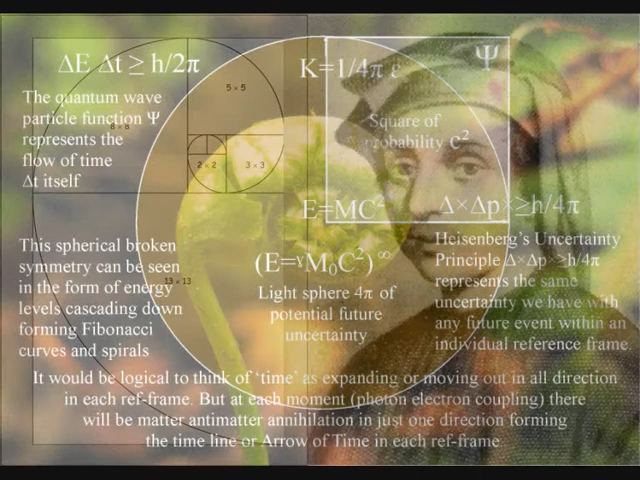 ΔE Δt ≥ h/2π
K=1/4π ε
Ψ
The quantum wave
particle function Ψ
represents the
flow of time
Δt itself
5 × 5
8 × 8
2 × 2
3 × 3
13 × 13
Square of
probability C²
E=MC²
Δ×Δp×≥h/4π
(E=ᵞM₀C²)∞
Light sphere 4π of
potential future
uncertainty
This spherical broken
symmetry can be seen
in the form of energy
levels cascading down
forming Fibonacci
curves and spirals
Heisenberg's Uncertainty
Principle Δ×Δp×≥h/4π
represents the same
uncertainty we have with
any future event within an
individual reference frame.
It would be logical to think of 'time' as expanding or moving out in all direction
in each ref-frame. But at each moment (photon electron coupling) there
will be matter antimatter annihilation in just one direction forming
the time line or Arrow of Time in each ref-frame